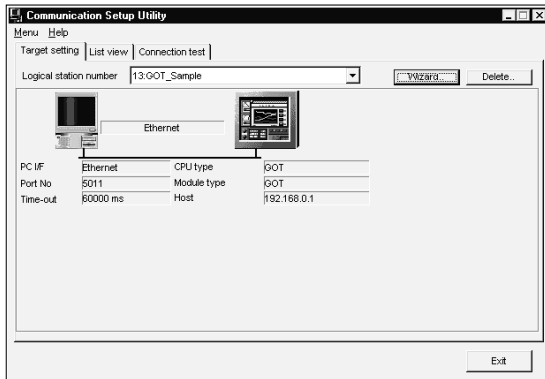 Communication Setup Utility
Menu Help
Target setting List view Connection test
Logical station number 13:GOT_Sample Wizard... Delete..
Ethernet
PC I/F Ethernet CPU type GOT
Port No 5011 Module type GOT
Time-out 60000 ms Host 192.168.0.1
Exit